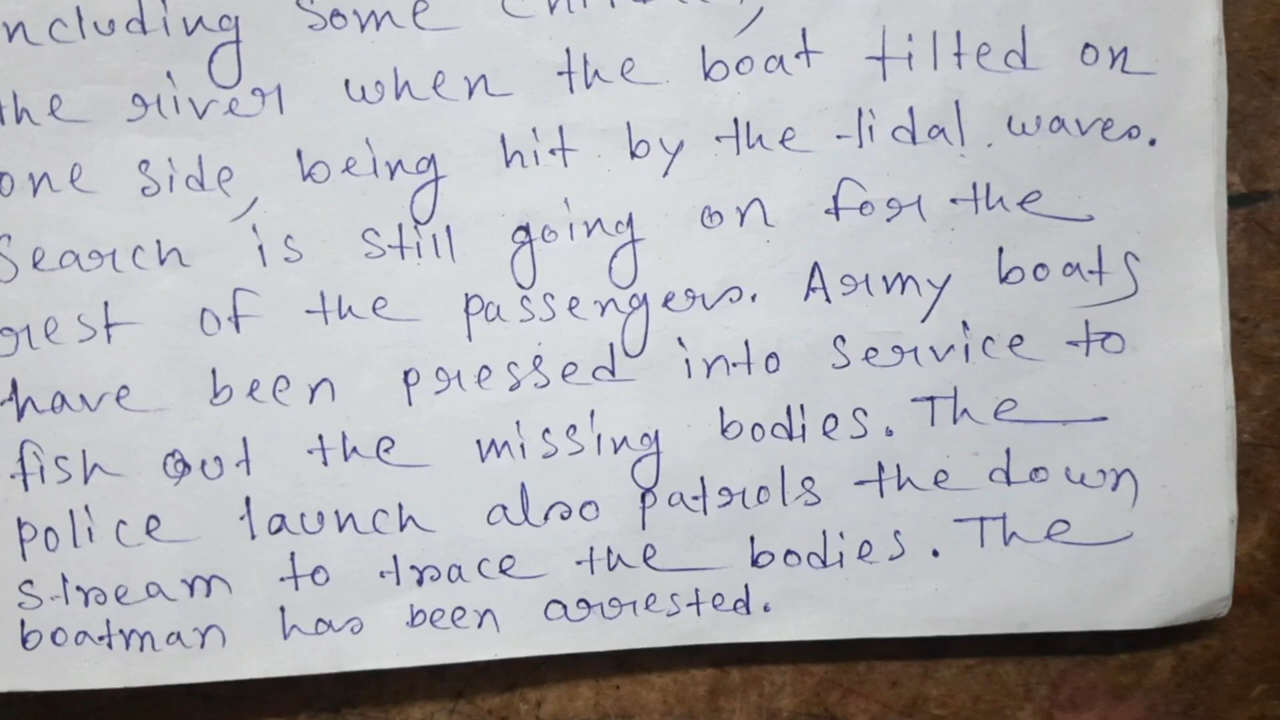 including some
the river when the boat tilted on
one side, being hit by the tidal waves.
Search is still going on for the
rest of the passengers. Army boats
have been pressed into service to
fish out the missing bodies. The
police launch also patrols the down
stream to trace the bodies. The
boatman has been arrested.